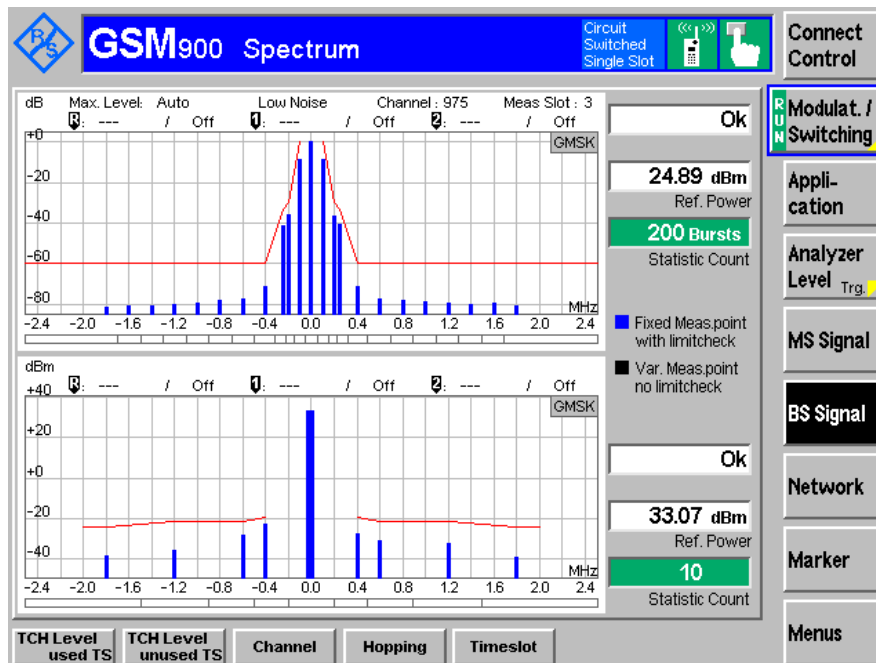 R&S
GSM900 Spectrum
Circuit
Switched
Single Slot
Connect
Control
dB Max. Level: Auto Low Noise Channel : 975 Meas Slot : 3
R: --- / Off 1: --- / Off 2: --- / Off
+0
GMSK
-20
-40
-60
-80
MHz
-2.4 -2.0 -1.6 -1.2 -0.8 -0.4 0.0 0.4 0.8 1.2 1.6 2.0 2.4
Ok
24.89 dBm
Ref. Power
200 Bursts
Statistic Count
Fixed Meas.point
with limitcheck
Var. Meas.point
no limitcheck
dBm
R: --- / Off 1: --- / Off 2: --- / Off
+40
GMSK
+20
+0
-20
-40
MHz
-2.4 -2.0 -1.6 -1.2 -0.8 -0.4 0.0 0.4 0.8 1.2 1.6 2.0 2.4
Ok
33.07 dBm
Ref. Power
10
Statistic Count
RUN
Modulat. /
Switching
Appli-
cation
Analyzer
Level Trg.
MS Signal
BS Signal
Network
Marker
Menus
TCH Level
used TS
TCH Level
unused TS
Channel
Hopping
Timeslot